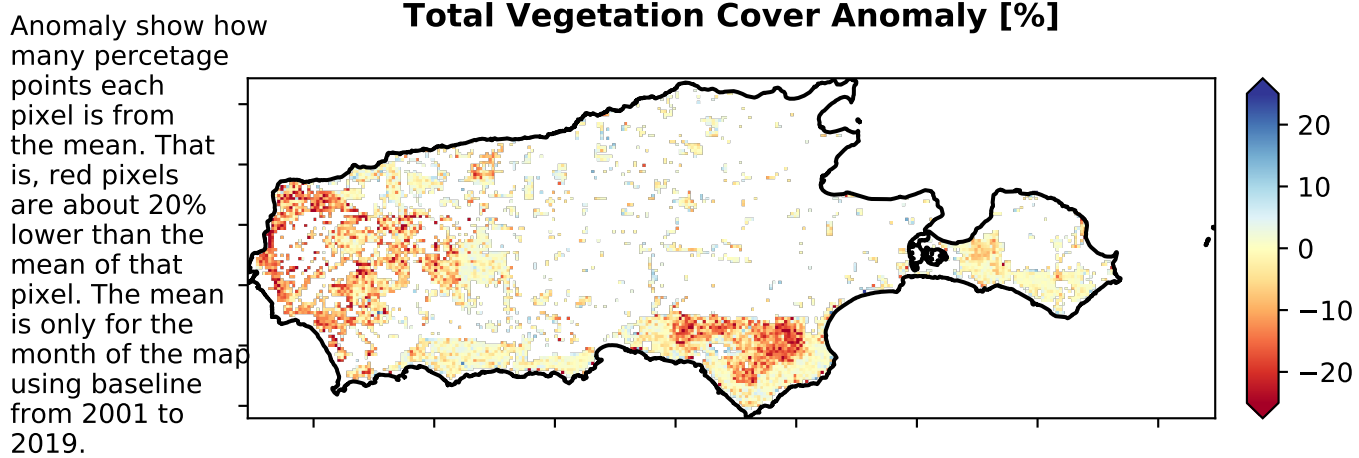 Total Vegetation Cover Anomaly [%]
Anomaly show how
many percetage
points each
pixel is from
the mean. That
is, red pixels
are about 20%
lower than the
mean of that
pixel. The mean
is only for the
month of the map
using baseline
from 2001 to
2019.
20
10
0
−10
−20